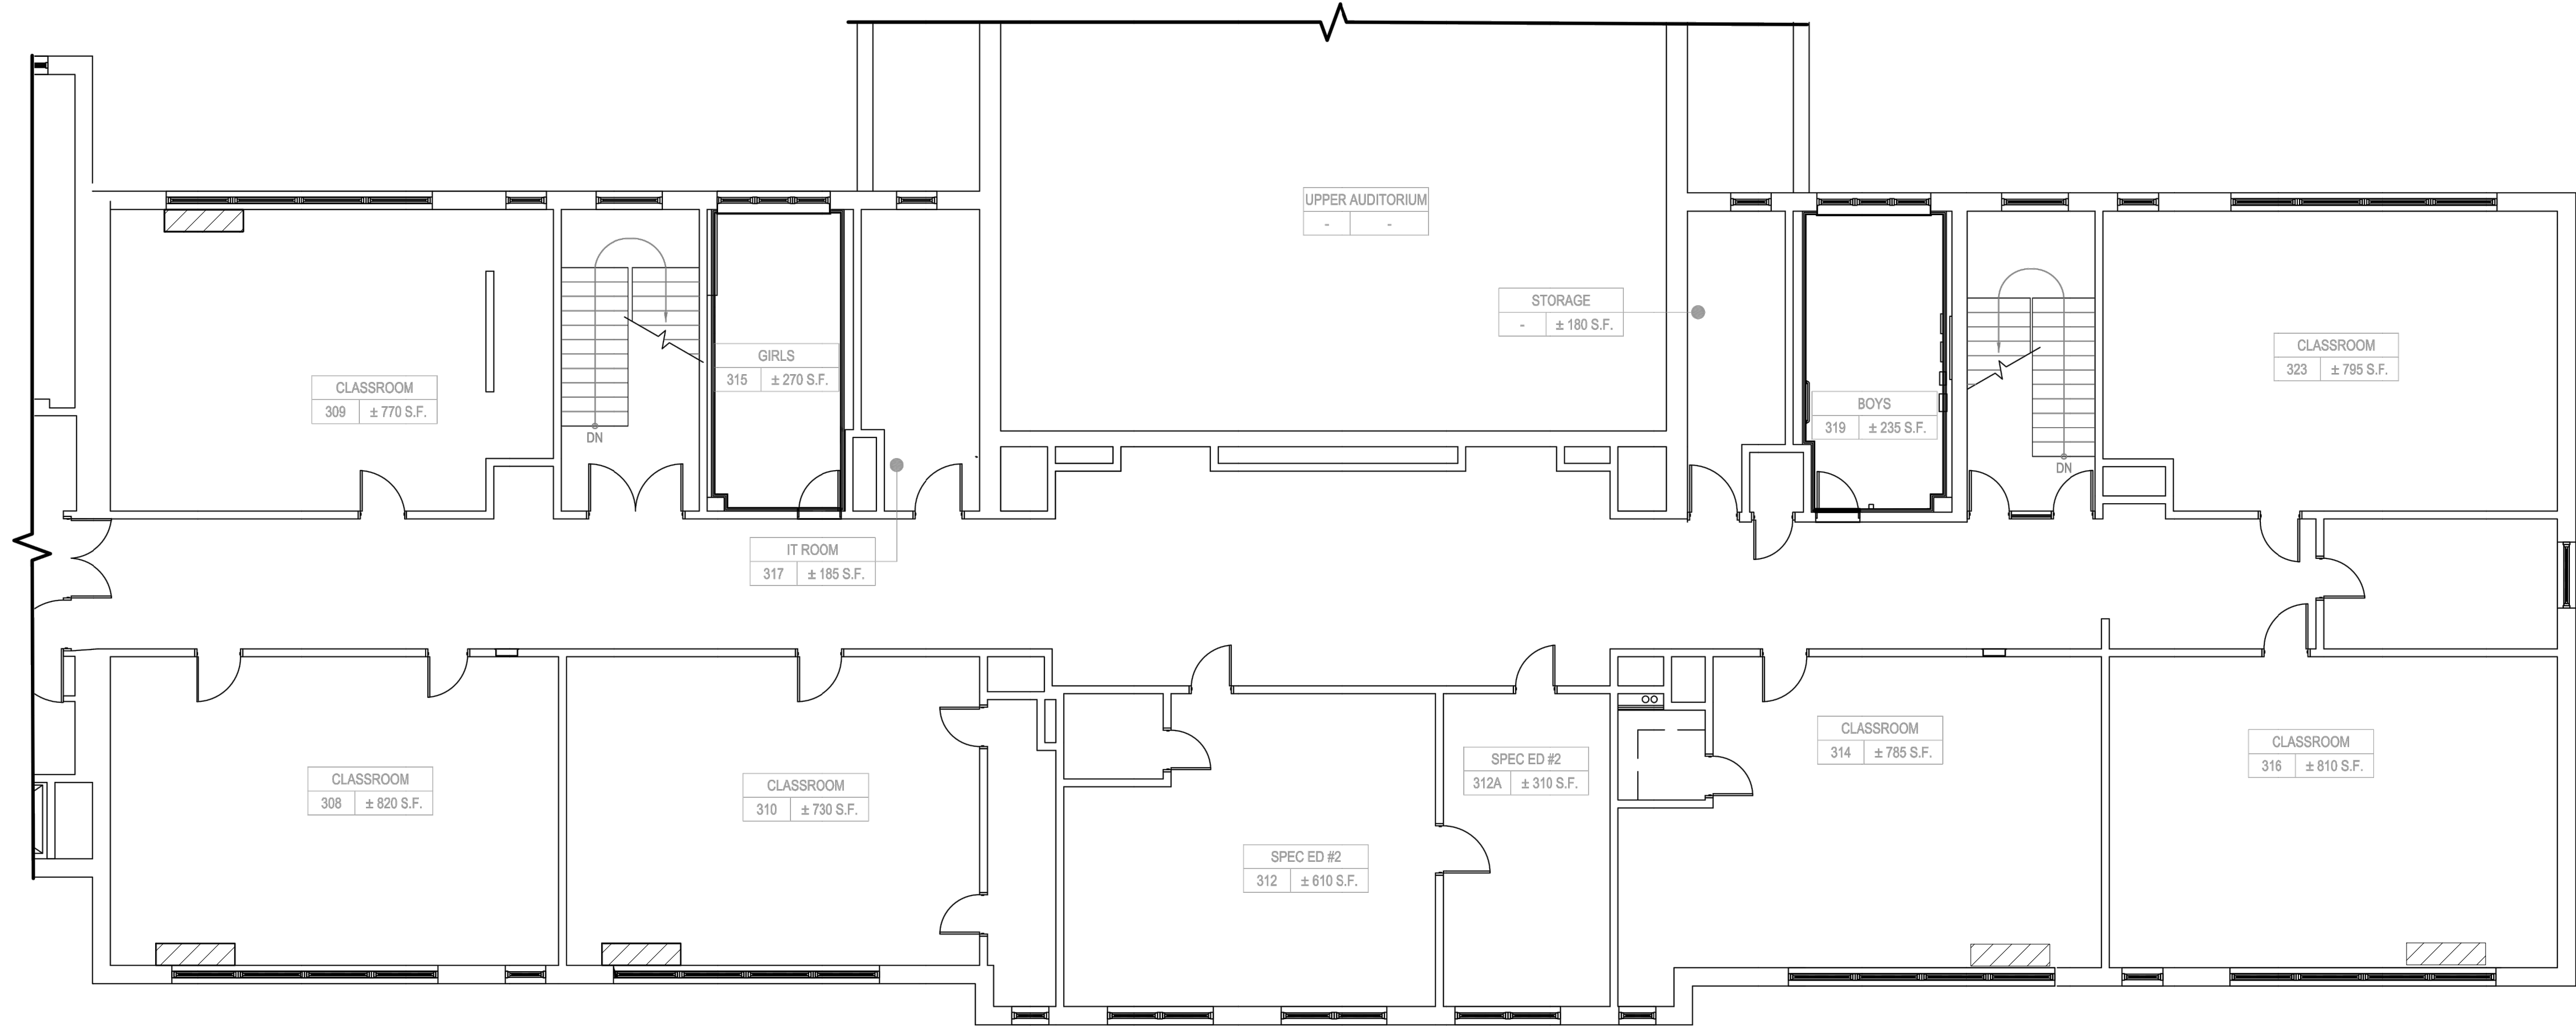 UPPER AUDITORIUM
- -
STORAGE
- ± 180 S.F.
CLASSROOM
323 ± 795 S.F.
GIRLS
315 ± 270 S.F.
CLASSROOM
309 ± 770 S.F.
BOYS
319 ± 235 S.F.
DN
DN
IT ROOM
317 ± 185 S.F.
CLASSROOM
314 ± 785 S.F.
CLASSROOM
316 ± 810 S.F.
SPEC ED #2
312A ± 310 S.F.
CLASSROOM
308 ± 820 S.F.
CLASSROOM
310 ± 730 S.F.
SPEC ED #2
312 ± 610 S.F.